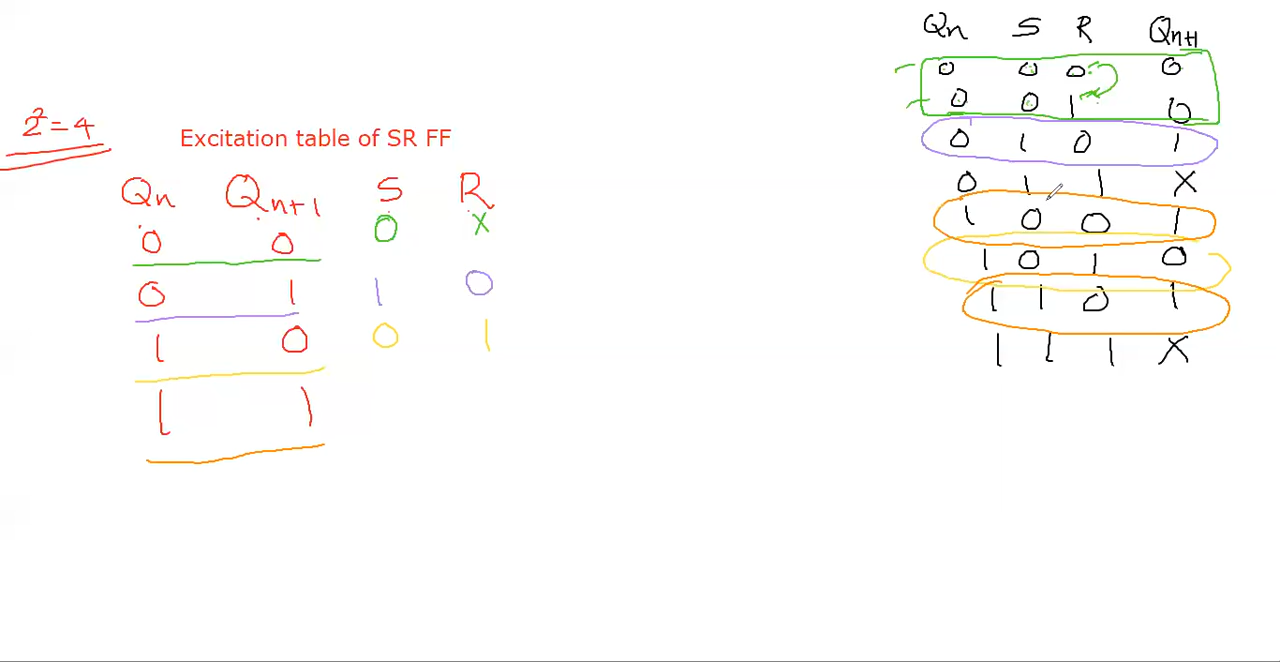 Qn S R Qn+1
0 0 0 0
0 0 1 0
0 1 0 1
0 1 1 X
1 0 0 1
1 0 1 0
1 1 0 1
1 1 1 X
2²=4
Excitation table of SR FF
Qn Qn+1 S R
0 0 0 X
0 1 1 0
1 0 0 1
1 1